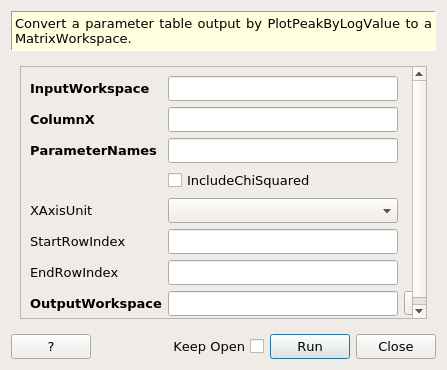 Convert a parameter table output by PlotPeakByLogValue to a
MatrixWorkspace.
InputWorkspace
ColumnX
ParameterNames
IncludeChiSquared
XAxisUnit
StartRowIndex
EndRowIndex
OutputWorkspace
? Keep Open Run Close